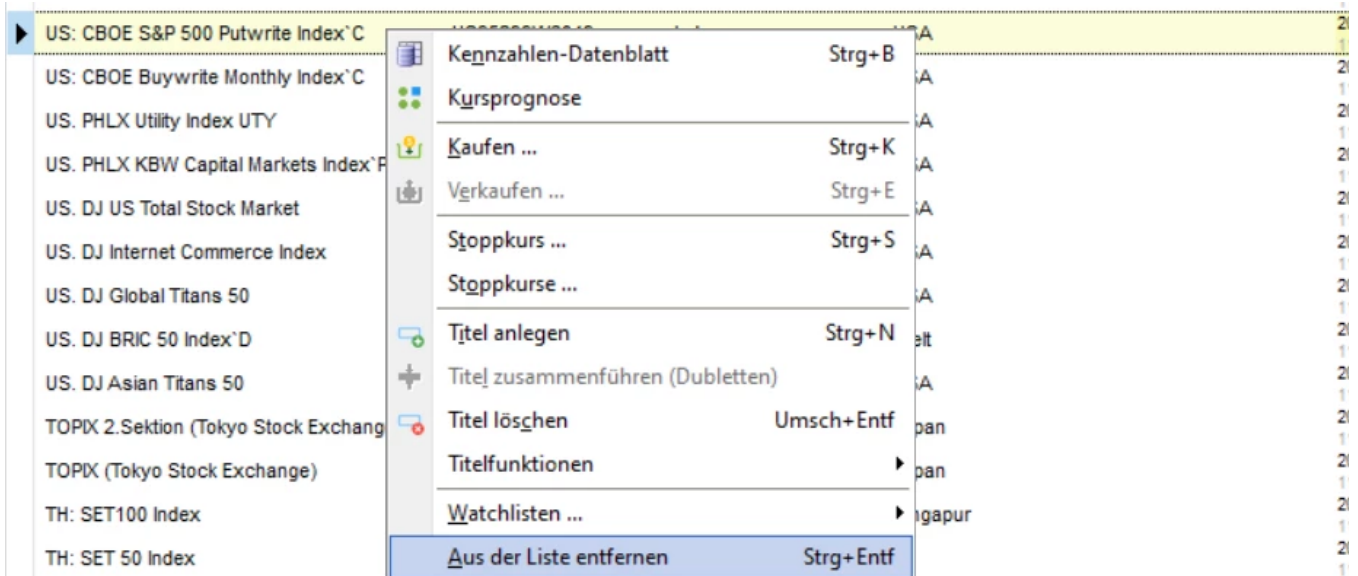 US: CBOE S&P 500 Putwrite Index`C
Kennzahlen-Datenblatt Strg+B
US: CBOE Buywrite Monthly Index`C
Kursprognose
US. PHLX Utility Index UTY
Kaufen ... Strg+K
US. PHLX KBW Capital Markets Index`P
Verkaufen ... Strg+E
US. DJ US Total Stock Market
Stoppkurs ... Strg+S
US. DJ Internet Commerce Index
Stoppkurse ...
US. DJ Global Titans 50
Titel anlegen Strg+N
US. DJ BRIC 50 Index`D
Titel zusammenführen (Dubletten)
US. DJ Asian Titans 50
Titel löschen Umsch+Entf
TOPIX 2.Sektion (Tokyo Stock Exchang
Titelfunktionen
TOPIX (Tokyo Stock Exchange)
Watchlisten ...
TH: SET100 Index
Aus der Liste entfernen Strg+Entf
TH: SET 50 Index